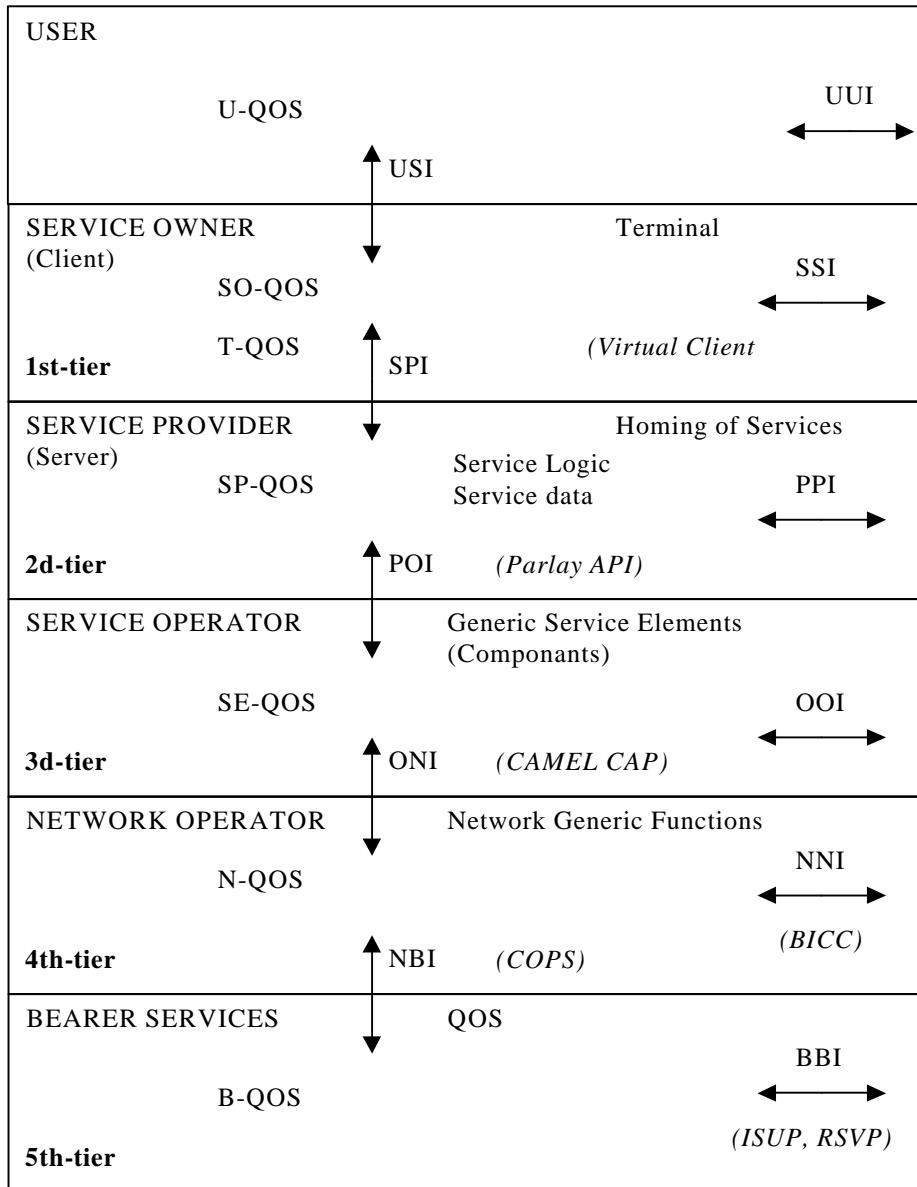 USER
U-QOS
UUI
USI
SERVICE OWNER
(Client)
Terminal
SSI
SO-QOS
T-QOS
(Virtual Client
1st-tier
SPI
SERVICE PROVIDER
(Server)
Homing of Services
Service Logic
Service data
SP-QOS
PPI
2d-tier
POI
(Parlay API)
SERVICE OPERATOR
Generic Service Elements
(Componants)
SE-QOS
OOI
3d-tier
ONI
(CAMEL CAP)
NETWORK OPERATOR
Network Generic Functions
NNI
N-QOS
(BICC)
4th-tier
NBI
(COPS)
BEARER SERVICES
QOS
BBI
B-QOS
(ISUP, RSVP)
5th-tier